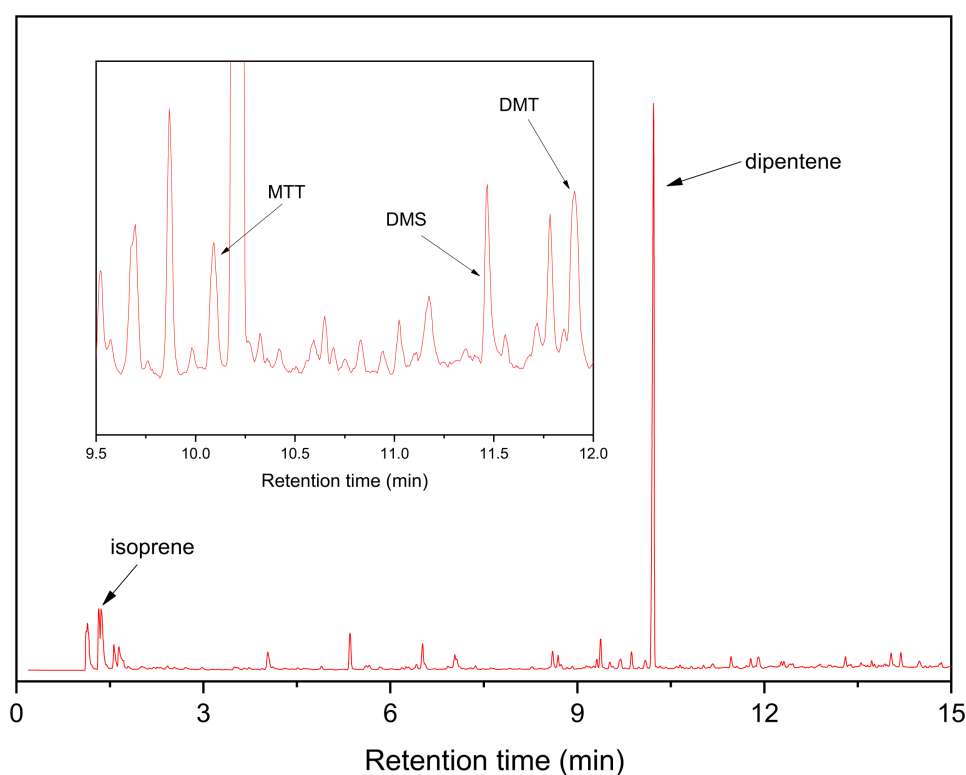 DMT
DMS
MTT
9.5 10.0 10.5 11.0 11.5 12.0
Retention time (min)
dipentene
isoprene
0 3 6 9 12 15
Retention time (min)